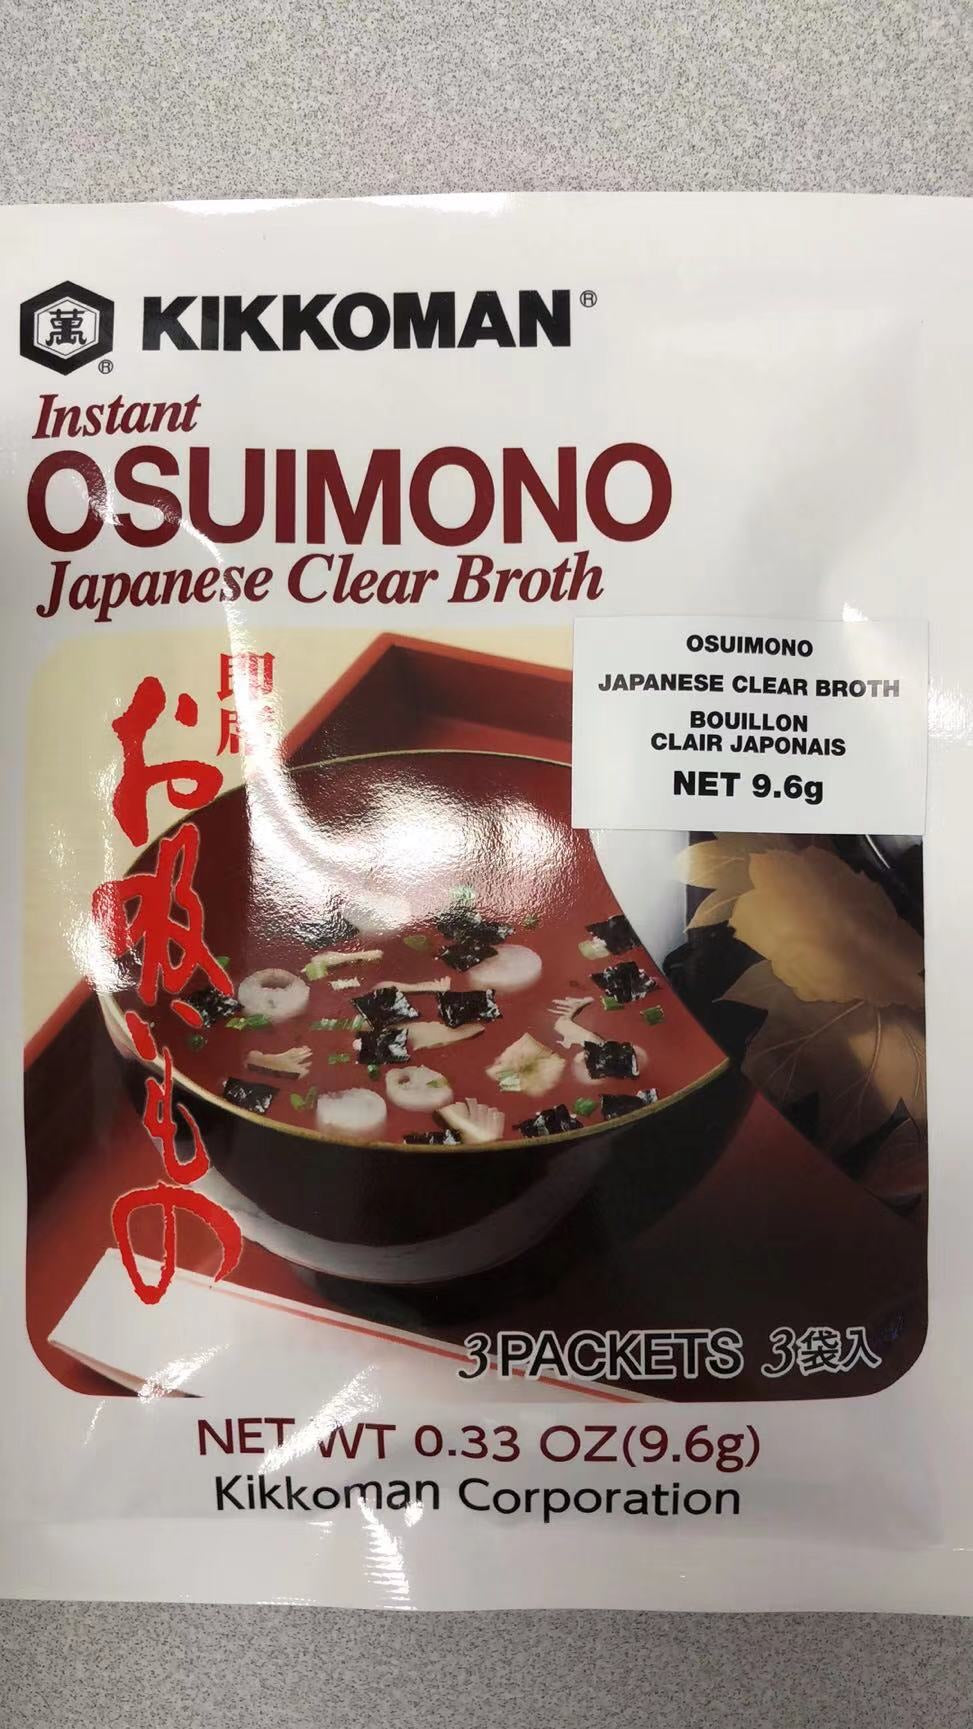 萬
®
KIKKOMAN®
Instant
OSUIMONO
Japanese Clear Broth
OSUIMONO
JAPANESE CLEAR BROTH
BOUILLON
CLAIR JAPONAIS
NET 9.6g
即席
お吸いもの
3 PACKETS 3袋入
NET WT 0.33 OZ(9.6g)
Kikkoman Corporation